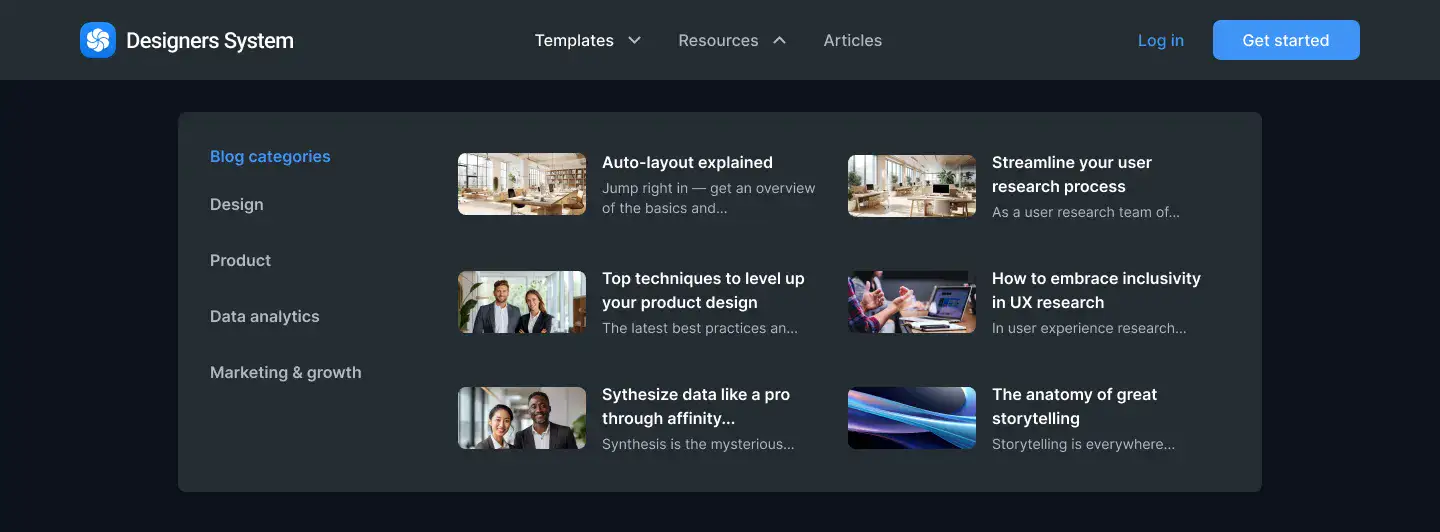 Designers System
Templates
Resources
Articles
Log in
Get started
Blog categories
Design
Product
Data analytics
Marketing & growth
Auto-layout explained
Jump right in — get an overview
of the basics and...
Streamline your user
research process
As a user research team of...
Top techniques to level up
your product design
The latest best practices an...
How to embrace inclusivity
in UX research
In user experience research...
Sythesize data like a pro
through affinity...
Synthesis is the mysterious...
The anatomy of great
storytelling
Storytelling is everywhere...